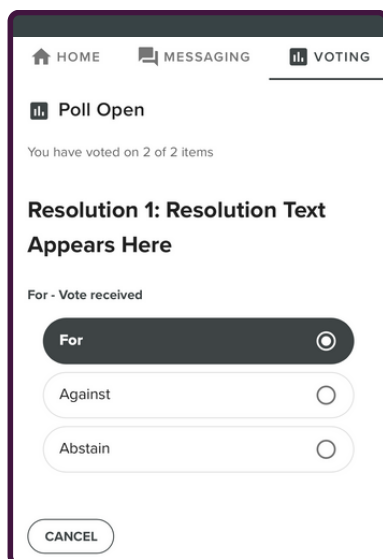 HOME MESSAGING VOTING
Poll Open
You have voted on 2 of 2 items
Resolution 1: Resolution Text
Appears Here
For - Vote received
For
Against
Abstain
CANCEL